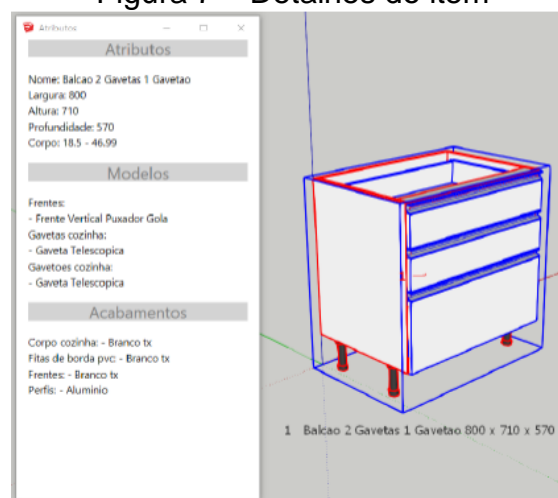 Figura 7 – Detalhes do item
Atributos
Atributos
Nome: Balcao 2 Gavetas 1 Gavetao
Largura: 800
Altura: 710
Profundidade: 570
Corpo: 18.5 - 46.99
Modelos
Frentes:
- Frente Vertical Puxador Gola
Gavetas cozinha:
- Gaveta Telescopica
Gavetoes cozinha:
- Gaveta Telescopica
Acabamentos
Corpo cozinha: - Branco tx
Fitas de borda pvc: - Branco tx
Frentes: - Branco tx
Perfis: - Aluminio
1 Balcao 2 Gavetas 1 Gavetao 800 x 710 x 570